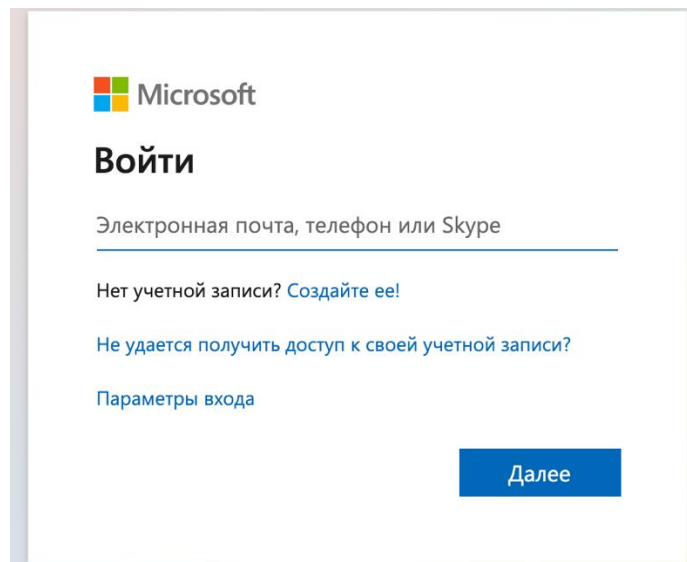 Microsoft
Войти
Электронная почта, телефон или Skype
Нет учетной записи? Создайте ее!
Не удается получить доступ к своей учетной записи?
Параметры входа
Далее